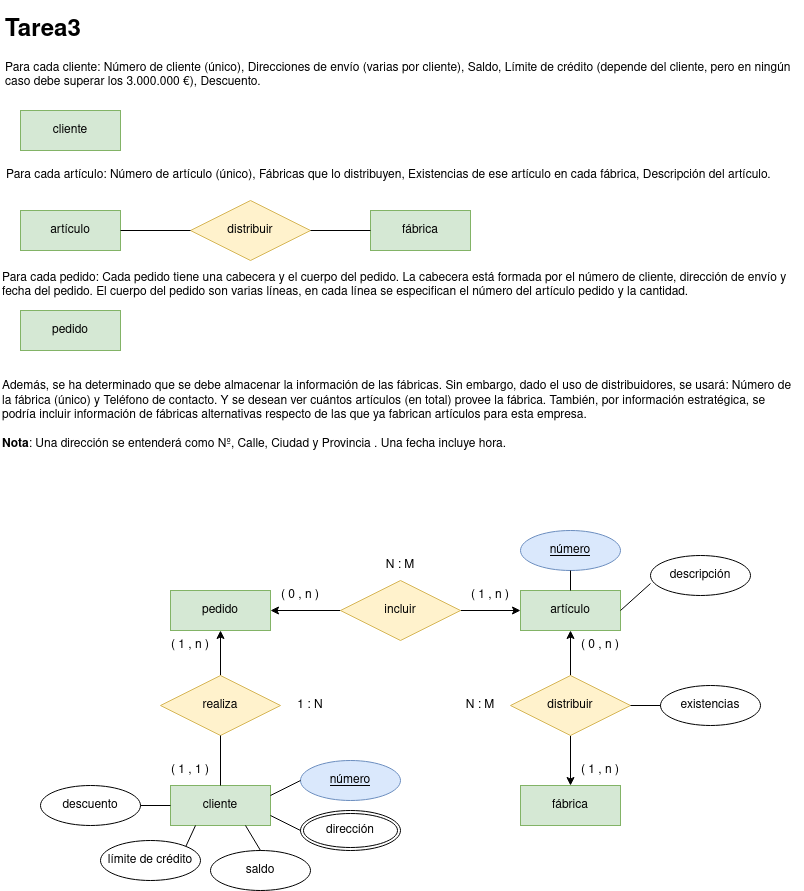 Tarea3
Para cada cliente: Número de cliente (único), Direcciones de envío (varias por cliente), Saldo, Límite de crédito (depende del cliente, pero en ningún
caso debe superar los 3.000.000 €), Descuento.
cliente
Para cada artículo: Número de artículo (único), Fábricas que lo distribuyen, Existencias de ese artículo en cada fábrica, Descripción del artículo.
artículo
distribuir
fábrica
Para cada pedido: Cada pedido tiene una cabecera y el cuerpo del pedido. La cabecera está formada por el número de cliente, dirección de envío y
fecha del pedido. El cuerpo del pedido son varias líneas, en cada línea se especifican el número del artículo pedido y la cantidad.
pedido
Además, se ha determinado que se debe almacenar la información de las fábricas. Sin embargo, dado el uso de distribuidores, se usará: Número de
la fábrica (único) y Teléfono de contacto. Y se desean ver cuántos artículos (en total) provee la fábrica. También, por información estratégica, se
podría incluir información de fábricas alternativas respecto de las que ya fabrican artículos para esta empresa.
Nota: Una dirección se entenderá como Nº, Calle, Ciudad y Provincia . Una fecha incluye hora.
número
N : M
descripción
( 0 , n )
( 1 , n )
pedido
incluir
artículo
( 1 , n )
( 0 , n )
realiza
1 : N
N : M
distribuir
existencias
( 1 , 1 )
( 1 , n )
número
descuento
cliente
fábrica
dirección
límite de crédito
saldo